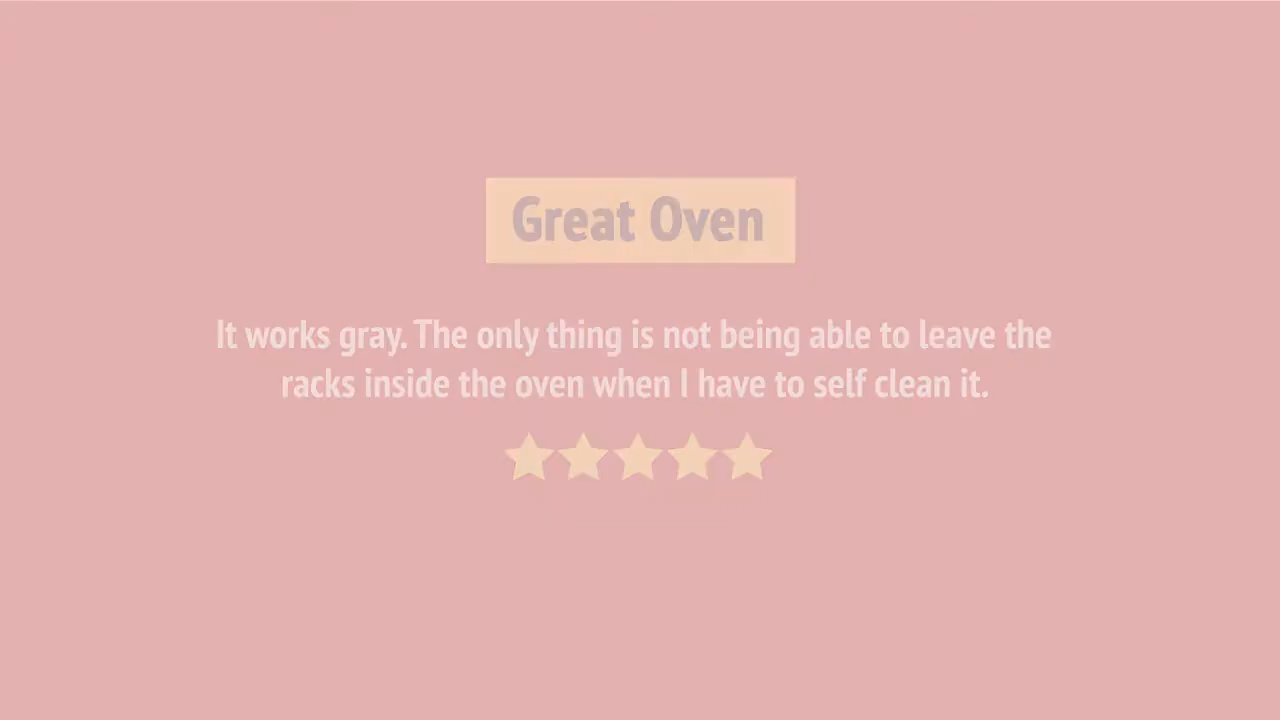 Great Oven
It works gray. The only thing is not being able to leave the
racks inside the oven when I have to self clean it.